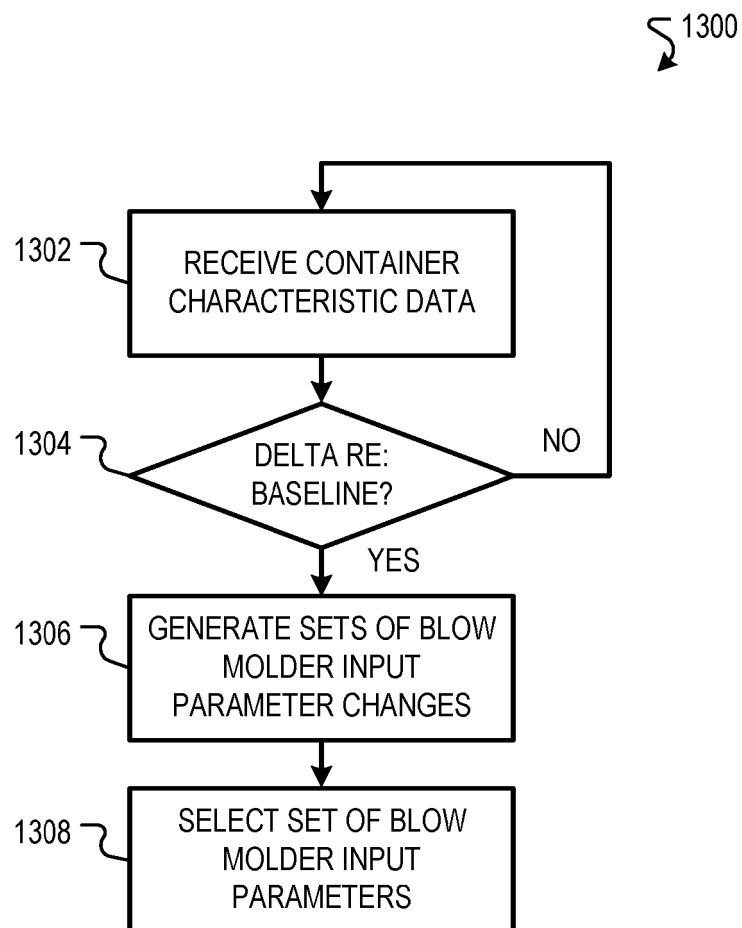 1300
1302
RECEIVE CONTAINER
CHARACTERISTIC DATA
1304
DELTA RE:
BASELINE?
NO
YES
1306
GENERATE SETS OF BLOW
MOLDER INPUT
PARAMETER CHANGES
1308
SELECT SET OF BLOW
MOLDER INPUT
PARAMETERS